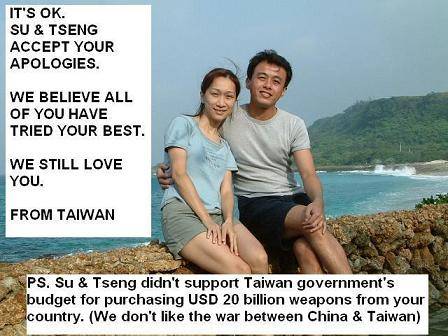 IT'S OK.
SU & TSENG
ACCEPT YOUR
APOLOGIES.
WE BELIEVE ALL
OF YOU HAVE
TRIED YOUR BEST.
WE STILL LOVE
YOU.
FROM TAIWAN
PS. Su & Tseng didn't support Taiwan government's
budget for purchasing USD 20 billion weapons from your
country. (We don't like the war between China & Taiwan)